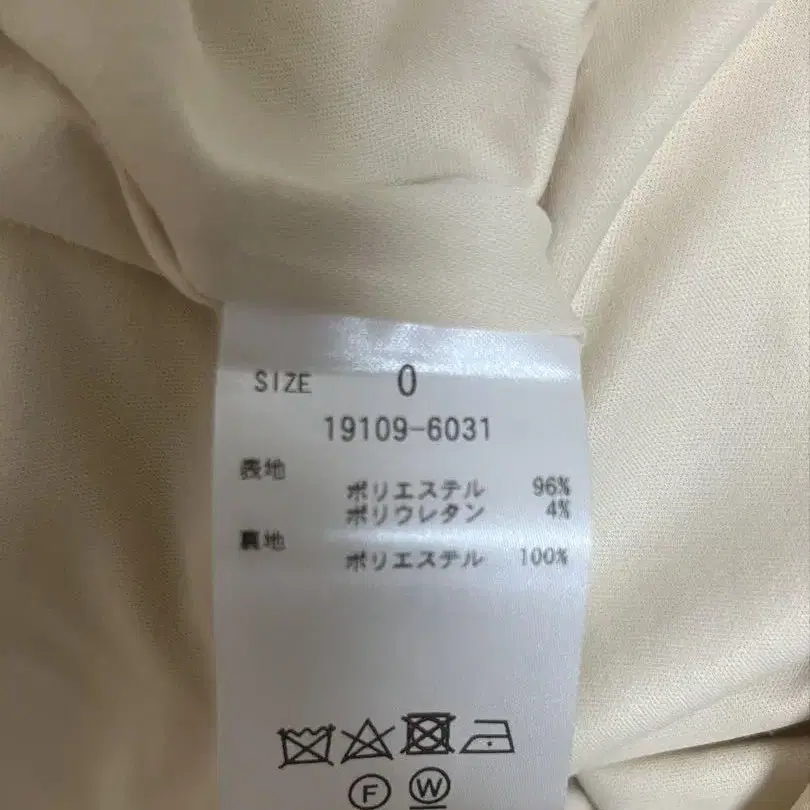 SIZE 0
19109-6031
表地
ポリエステル 96%
ポリウレタン 4%
裏地
ポリエステル 100%
F W